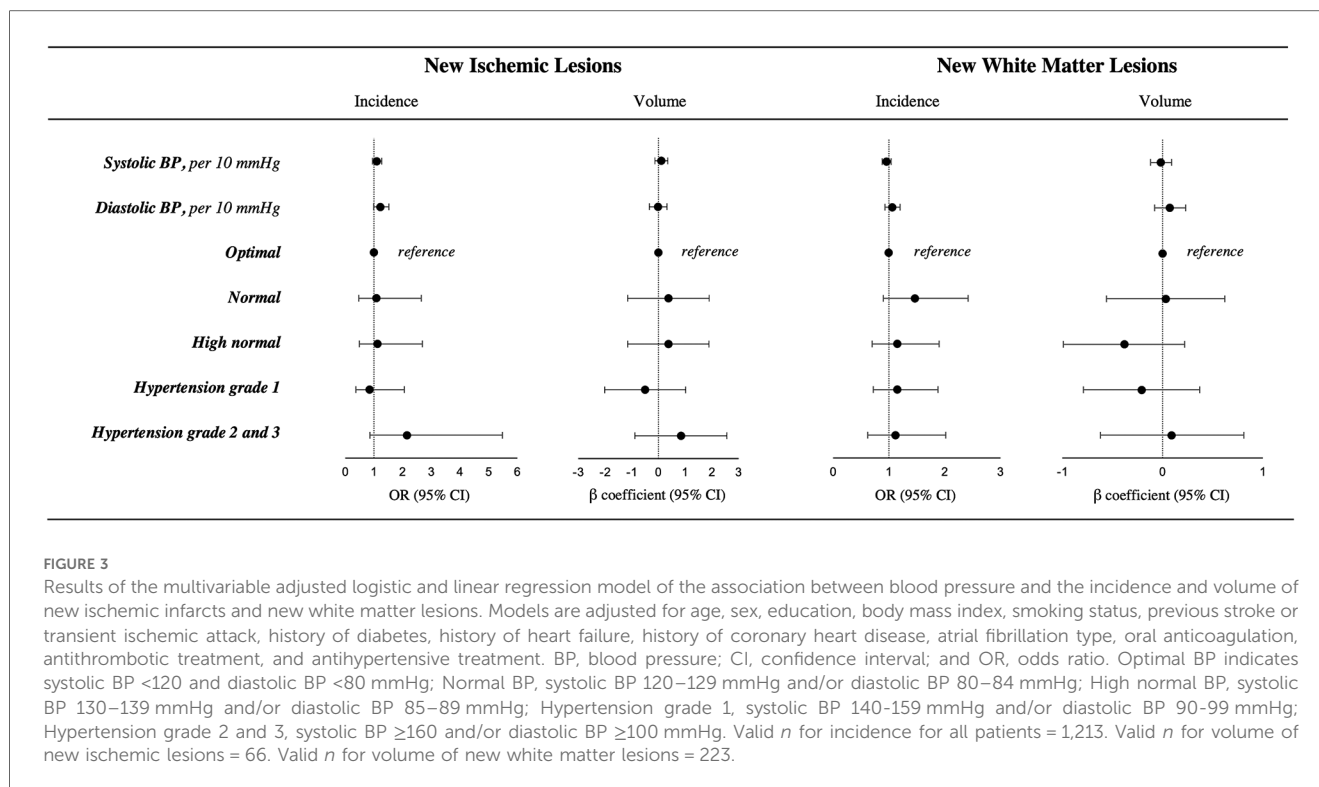 New Ischemic Lesions New White Matter Lesions
Incidence Volume Incidence Volume
Systolic BP, per 10 mmHg
Diastolic BP, per 10 mmHg
Optimal reference reference reference reference
Normal
High normal
Hypertension grade 1
Hypertension grade 2 and 3
0 1 2 3 4 5 6 -3 -2 -1 0 1 2 3 0 1 2 3 -1 0 1
OR (95% CI) β coefficient (95% CI) OR (95% CI) β coefficient (95% CI)
FIGURE 3
Results of the multivariable adjusted logistic and linear regression model of the association between blood pressure and the incidence and volume of
new ischemic infarcts and new white matter lesions. Models are adjusted for age, sex, education, body mass index, smoking status, previous stroke or
transient ischemic attack, history of diabetes, history of heart failure, history of coronary heart disease, atrial fibrillation type, oral anticoagulation,
antithrombotic treatment, and antihypertensive treatment. BP, blood pressure; CI, confidence interval; and OR, odds ratio. Optimal BP indicates
systolic BP <120 and diastolic BP <80 mmHg; Normal BP, systolic BP 120–129 mmHg and/or diastolic BP 80–84 mmHg; High normal BP, systolic
BP 130–139 mmHg and/or diastolic BP 85–89 mmHg; Hypertension grade 1, systolic BP 140-159 mmHg and/or diastolic BP 90-99 mmHg;
Hypertension grade 2 and 3, systolic BP ≥160 and/or diastolic BP ≥100 mmHg. Valid n for incidence for all patients = 1,213. Valid n for volume of
new ischemic lesions = 66. Valid n for volume of new white matter lesions = 223.